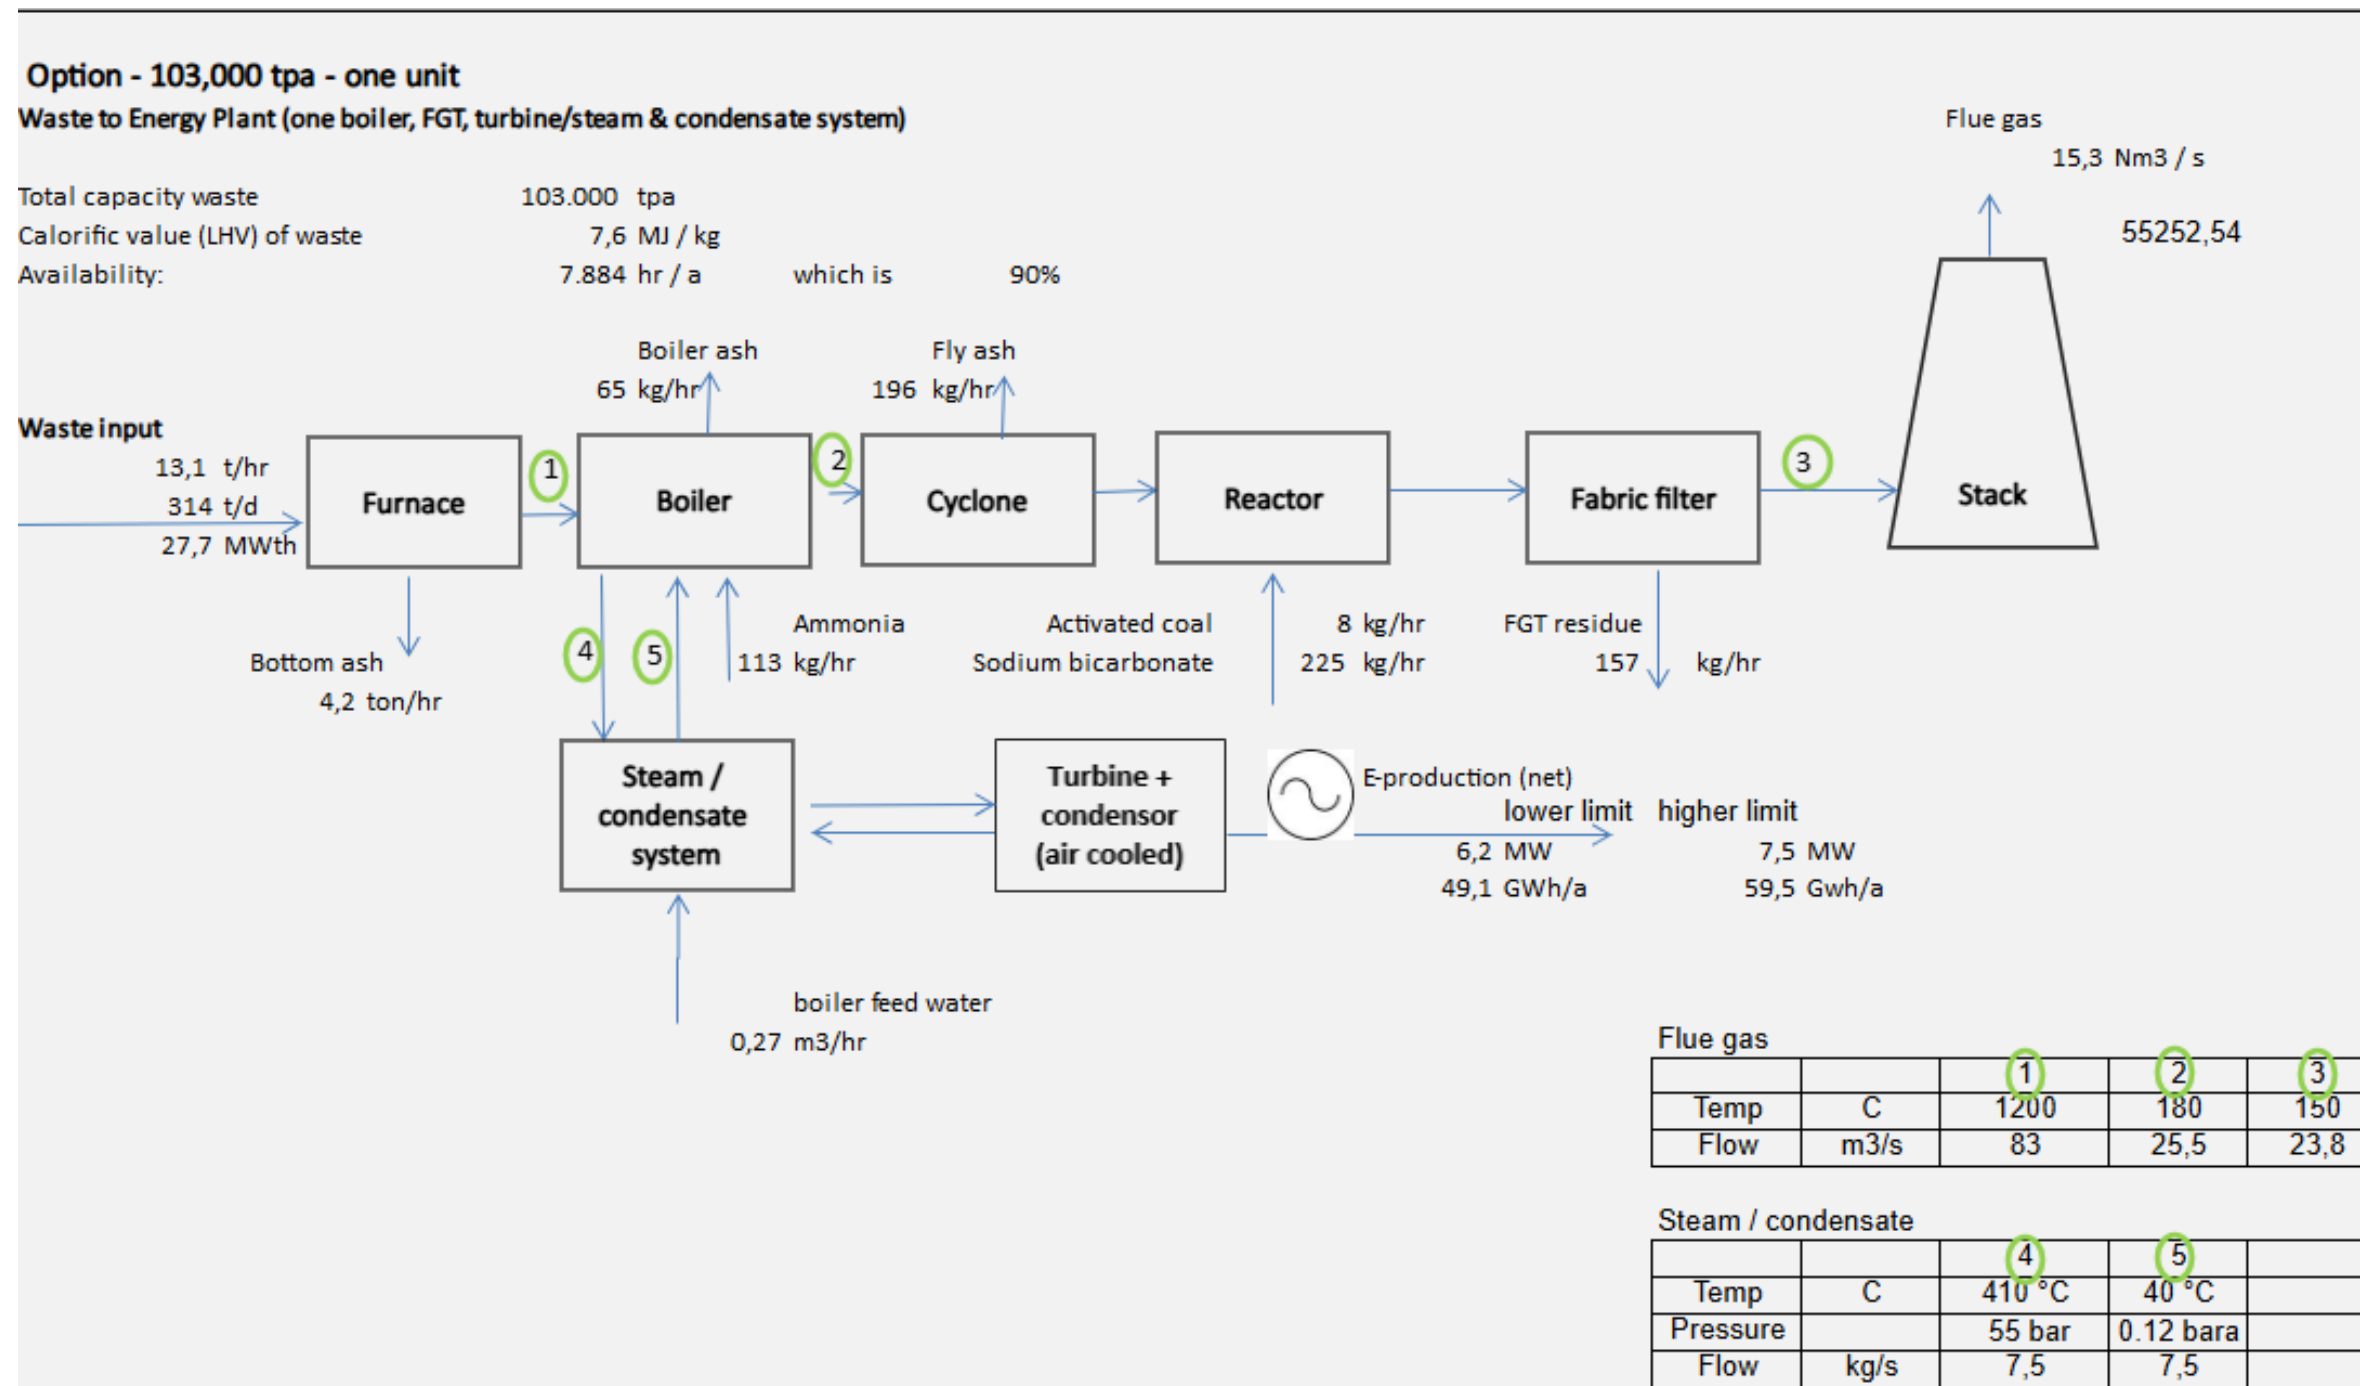 Option - 103,000 tpa - one unit
Waste to Energy Plant (one boiler, FGT, turbine/steam & condensate system)
Flue gas
15,3 Nm3 / s
55252,54
Total capacity waste 103.000 tpa
Calorific value (LHV) of waste 7,6 MJ / kg
Availability: 7.884 hr / a which is 90%
Boiler ash
65 kg/hr
Fly ash
196 kg/hr
Waste input
13,1 t/hr
314 t/d
27,7 MWth
Furnace
1
Boiler
2
Cyclone
Reactor
Fabric filter
3
Stack
Bottom ash
4,2 ton/hr
4
5
Ammonia
113 kg/hr
Activated coal 8 kg/hr
Sodium bicarbonate 225 kg/hr
FGT residue
157 kg/hr
Steam /
condensate
system
Turbine +
condensor
(air cooled)
E-production (net)
lower limit higher limit
6,2 MW 7,5 MW
49,1 GWh/a 59,5 Gwh/a
boiler feed water
0,27 m3/hr
Flue gas
1 2 3
Temp C 1200 180 150
Flow m3/s 83 25,5 23,8
Steam / condensate
4 5
Temp C 410 °C 40 °C
Pressure 55 bar 0.12 bara
Flow kg/s 7,5 7,5